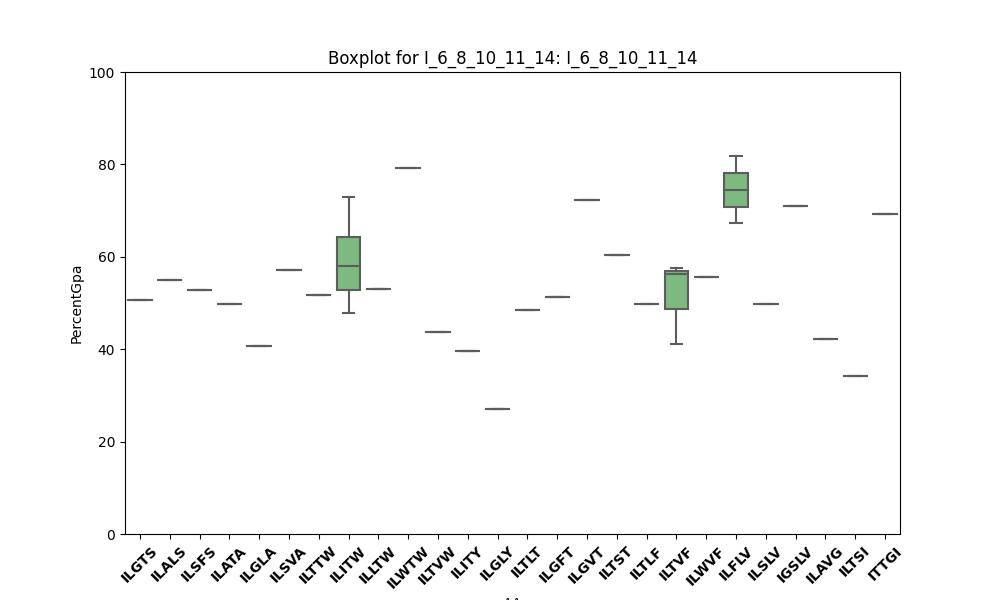 Boxplot for I_6_8_10_11_14: I_6_8_10_11_14
PercentGpa
100
80
60
40
20
0
ILGTS
ILALS
ILSFS
ILATA
ILGLA
ILSVA
ILTTW
ILITW
ILLTW
ILWTW
ILTVW
ILITY
ILGLY
ILTLT
ILGFT
ILGVT
ILTST
ILTLF
ILTVF
ILWVF
ILFLV
ILSLV
IGSLV
ILAVG
ILTSI
ITTGI